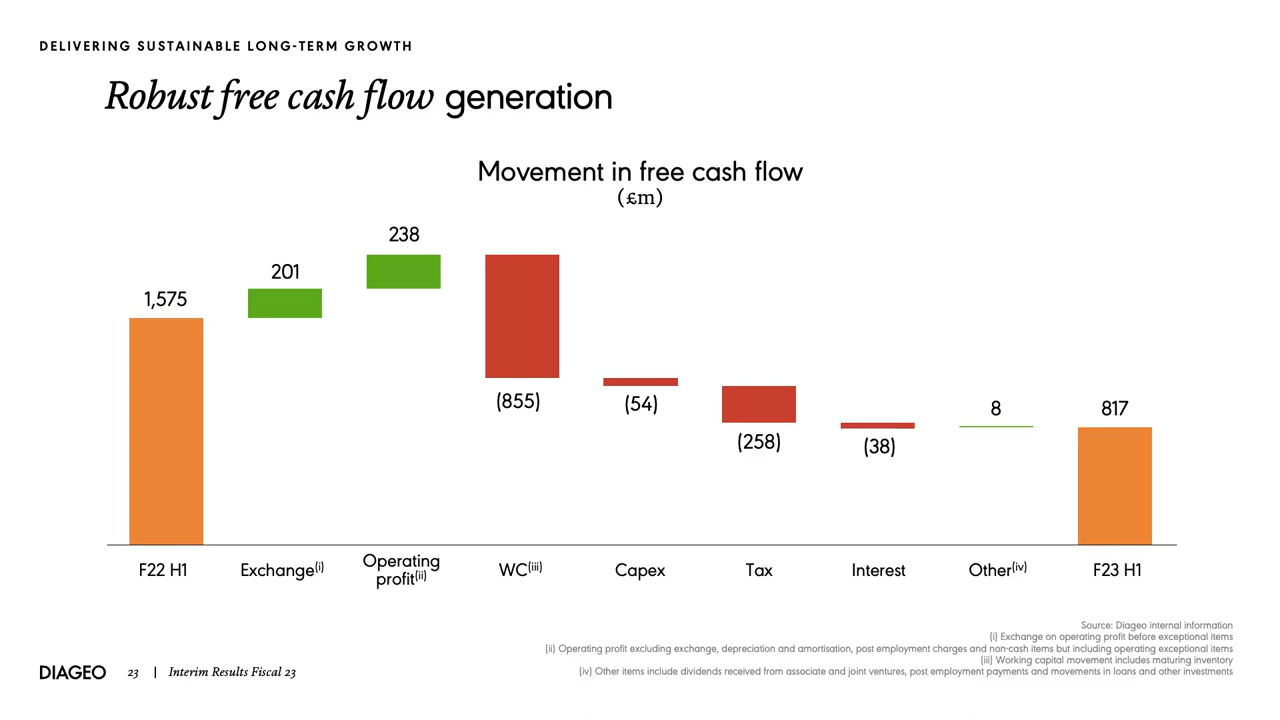 DELIVERING SUSTAINABLE LONG-TERM GROWTH
Robust free cash flow generation
Movement in free cash flow
(£m)
1,575
201
238
(855)
(54)
(258)
(38)
8
817
F22 H1
Exchange(i)
Operating
profit(ii)
WC(iii)
Capex
Tax
Interest
Other(iv)
F23 H1
Source: Diageo internal information
(i) Exchange on operating profit before exceptional items
(ii) Operating profit excluding exchange, depreciation and amortisation, post employment charges and non-cash items but including operating exceptional items
(iii) Working capital movement includes maturing inventory
(iv) Other items include dividends received from associate and joint ventures, post employment payments and movements in loans and other investments
DIAGEO 23 | Interim Results Fiscal 23